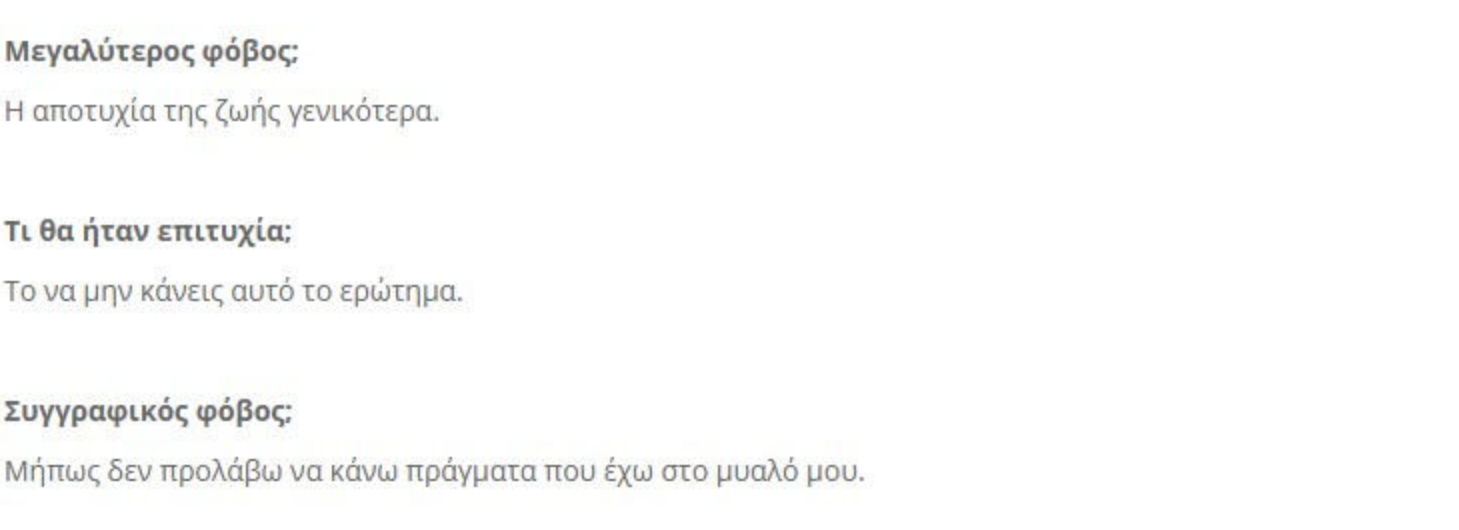 Μεγαλύτερος φόβος;
Η αποτυχία της ζωής γενικότερα.
Τι θα ήταν επιτυχία;
Το να μην κάνεις αυτό το ερώτημα.
Συγγραφικός φόβος;
Μήπως δεν προλάβω να κάνω πράγματα που έχω στο μυαλό μου.